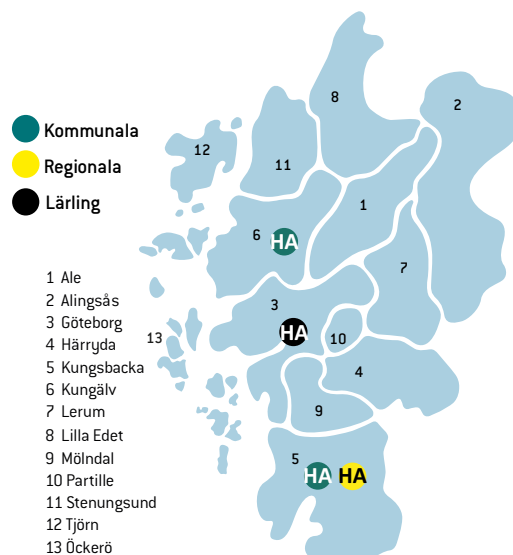 8
2
Kommunala
12
11
Regionala
1
Lärling
6 HA
7
1 Ale
2 Alingsås
3
3 Göteborg
HA
13
10
4 Härryda
5 Kungsbacka
4
6 Kungälv
7 Lerum
9
8 Lilla Edet
9 Mölndal
5 HA HA
10 Partille
11 Stenungsund
12 Tjörn
13 Öckerö